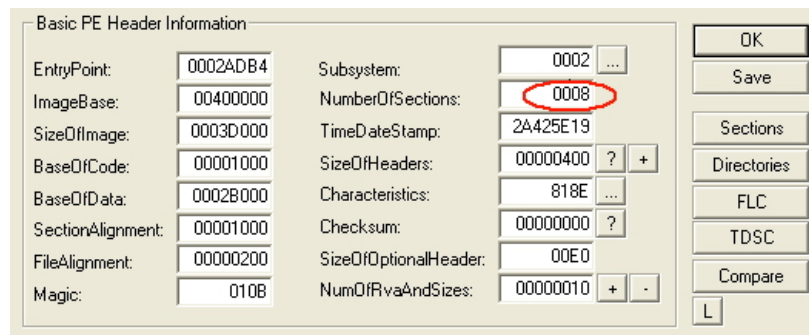 Basic PE Header Information
EntryPoint: 0002ADB4
ImageBase: 00400000
SizeOfImage: 0003D000
BaseOfCode: 00001000
BaseOfData: 0002B000
SectionAlignment: 00001000
FileAlignment: 00000200
Magic: 010B
Subsystem: 0002 ...
NumberOfSections: 0008
TimeDateStamp: 2A425E19
SizeOfHeaders: 00000400 ? +
Characteristics: 818E ...
Checksum: 00000000 ?
SizeOfOptionalHeader: 00E0
NumOfRvaAndSizes: 00000010 + -
OK
Save
Sections
Directories
FLC
TDSC
Compare
L